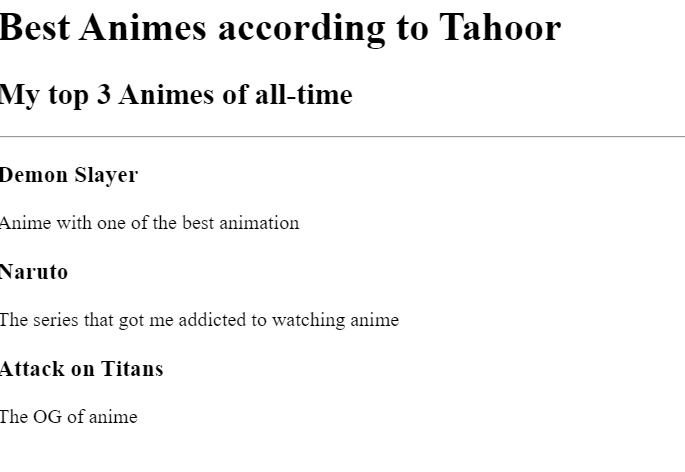 Best Animes according to Tahoor
My top 3 Animes of all-time
Demon Slayer
Anime with one of the best animation
Naruto
The series that got me addicted to watching anime
Attack on Titans
The OG of anime